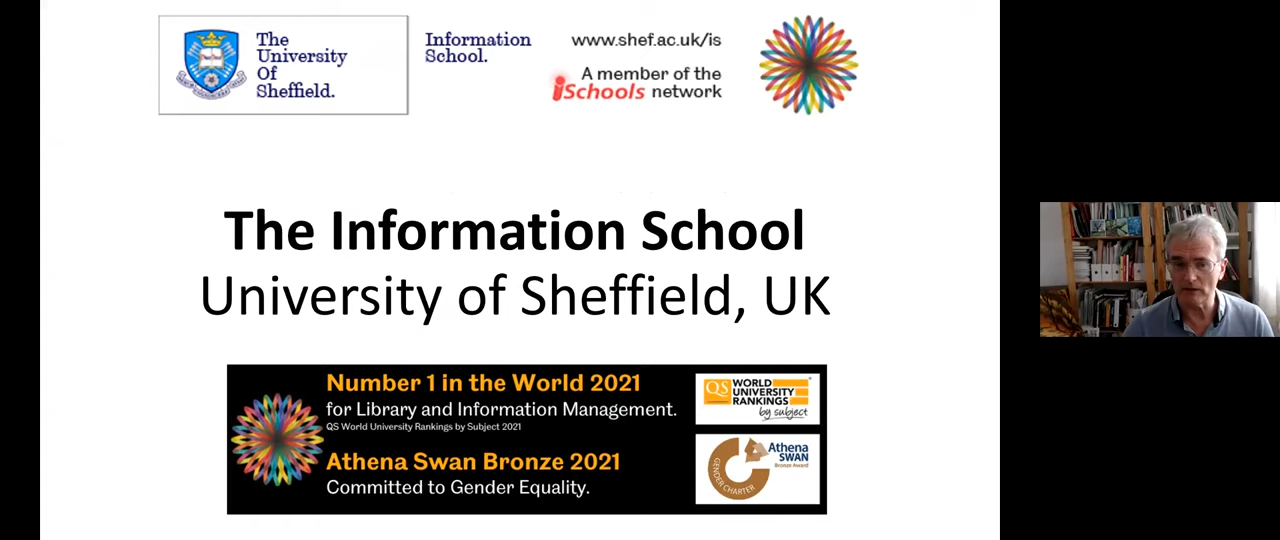 The
University
Of
Sheffield.
Information
School.
www.shef.ac.uk/is
A member of the
iSchools network
The Information School
University of Sheffield, UK
Number 1 in the World 2021
for Library and Information Management.
QS World University Rankings by Subject 2021
Athena Swan Bronze 2021
Committed to Gender Equality.
QS WORLD
UNIVERSITY
RANKINGS
by subject
Athena
SWAN
Bronze Award
GENDER CHARTER